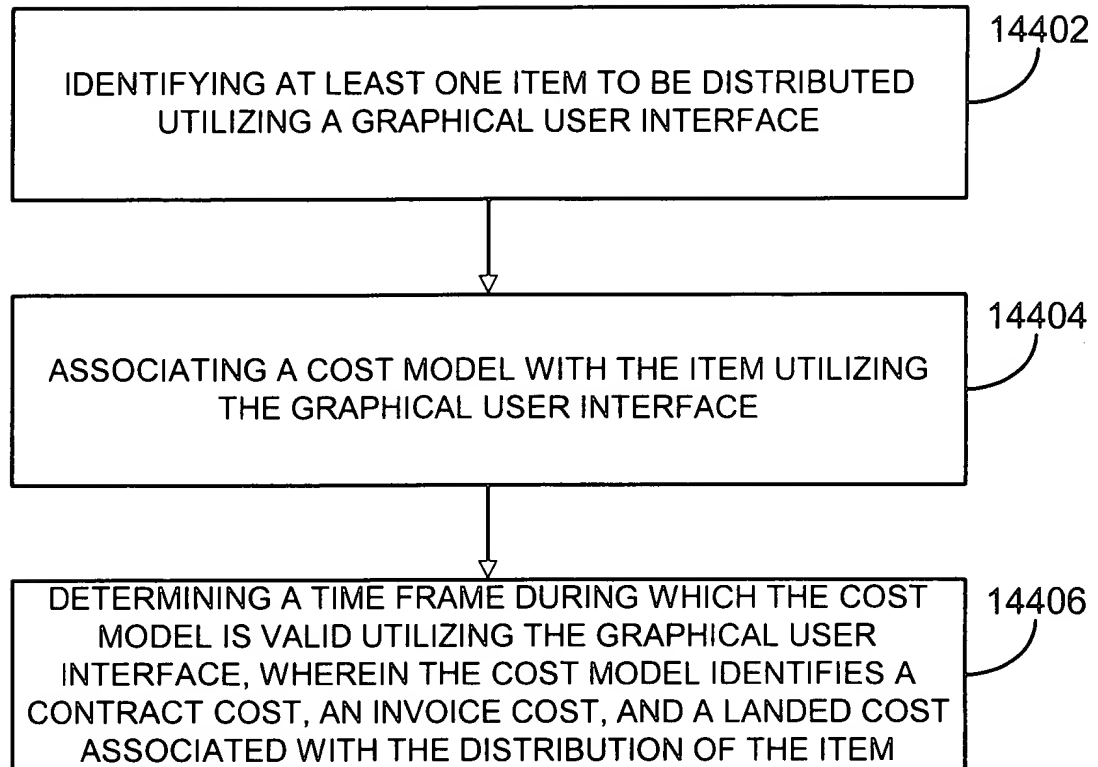 14402
IDENTIFYING AT LEAST ONE ITEM TO BE DISTRIBUTED
UTILIZING A GRAPHICAL USER INTERFACE
14404
ASSOCIATING A COST MODEL WITH THE ITEM UTILIZING
THE GRAPHICAL USER INTERFACE
14406
DETERMINING A TIME FRAME DURING WHICH THE COST
MODEL IS VALID UTILIZING THE GRAPHICAL USER
INTERFACE, WHEREIN THE COST MODEL IDENTIFIES A
CONTRACT COST, AN INVOICE COST, AND A LANDED COST
ASSOCIATED WITH THE DISTRIBUTION OF THE ITEM